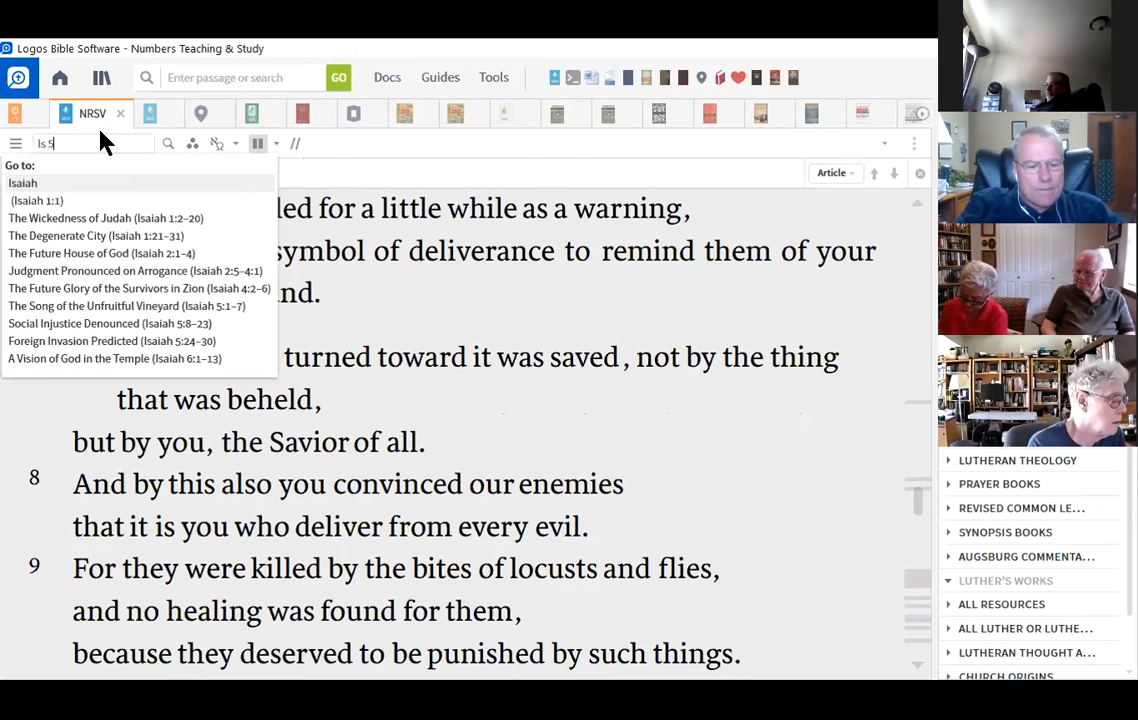 Logos Bible Software - Numbers Teaching & Study
Enter passage or search
GO
Docs
Guides
Tools
NRSV
Is 5
Go to:
Isaiah
(Isaiah 1:1)
The Wickedness of Judah (Isaiah 1:2–20)
The Degenerate City (Isaiah 1:21–31)
The Future House of God (Isaiah 2:1–4)
Judgment Pronounced on Arrogance (Isaiah 2:5–4:1)
The Future Glory of the Survivors in Zion (Isaiah 4:2–6)
The Song of the Unfruitful Vineyard (Isaiah 5:1–7)
Social Injustice Denounced (Isaiah 5:8–23)
Foreign Invasion Predicted (Isaiah 5:24–30)
A Vision of God in the Temple (Isaiah 6:1–13)
Article
led for a little while as a warning,
symbol of deliverance to remind them of your
nd.
turned toward it was saved, not by the thing
that was beheld,
but by you, the Savior of all.
8 And by this also you convinced our enemies
that it is you who deliver from every evil.
9 For they were killed by the bites of locusts and flies,
and no healing was found for them,
because they deserved to be punished by such things.
LUTHERAN THEOLOGY
PRAYER BOOKS
REVISED COMMON LE...
SYNOPSIS BOOKS
AUGSBURG COMMENTA...
LUTHER'S WORKS
ALL RESOURCES
ALL LUTHER OR LUTHE...
LUTHERAN THOUGHT A...
CHURCH ORIGINS